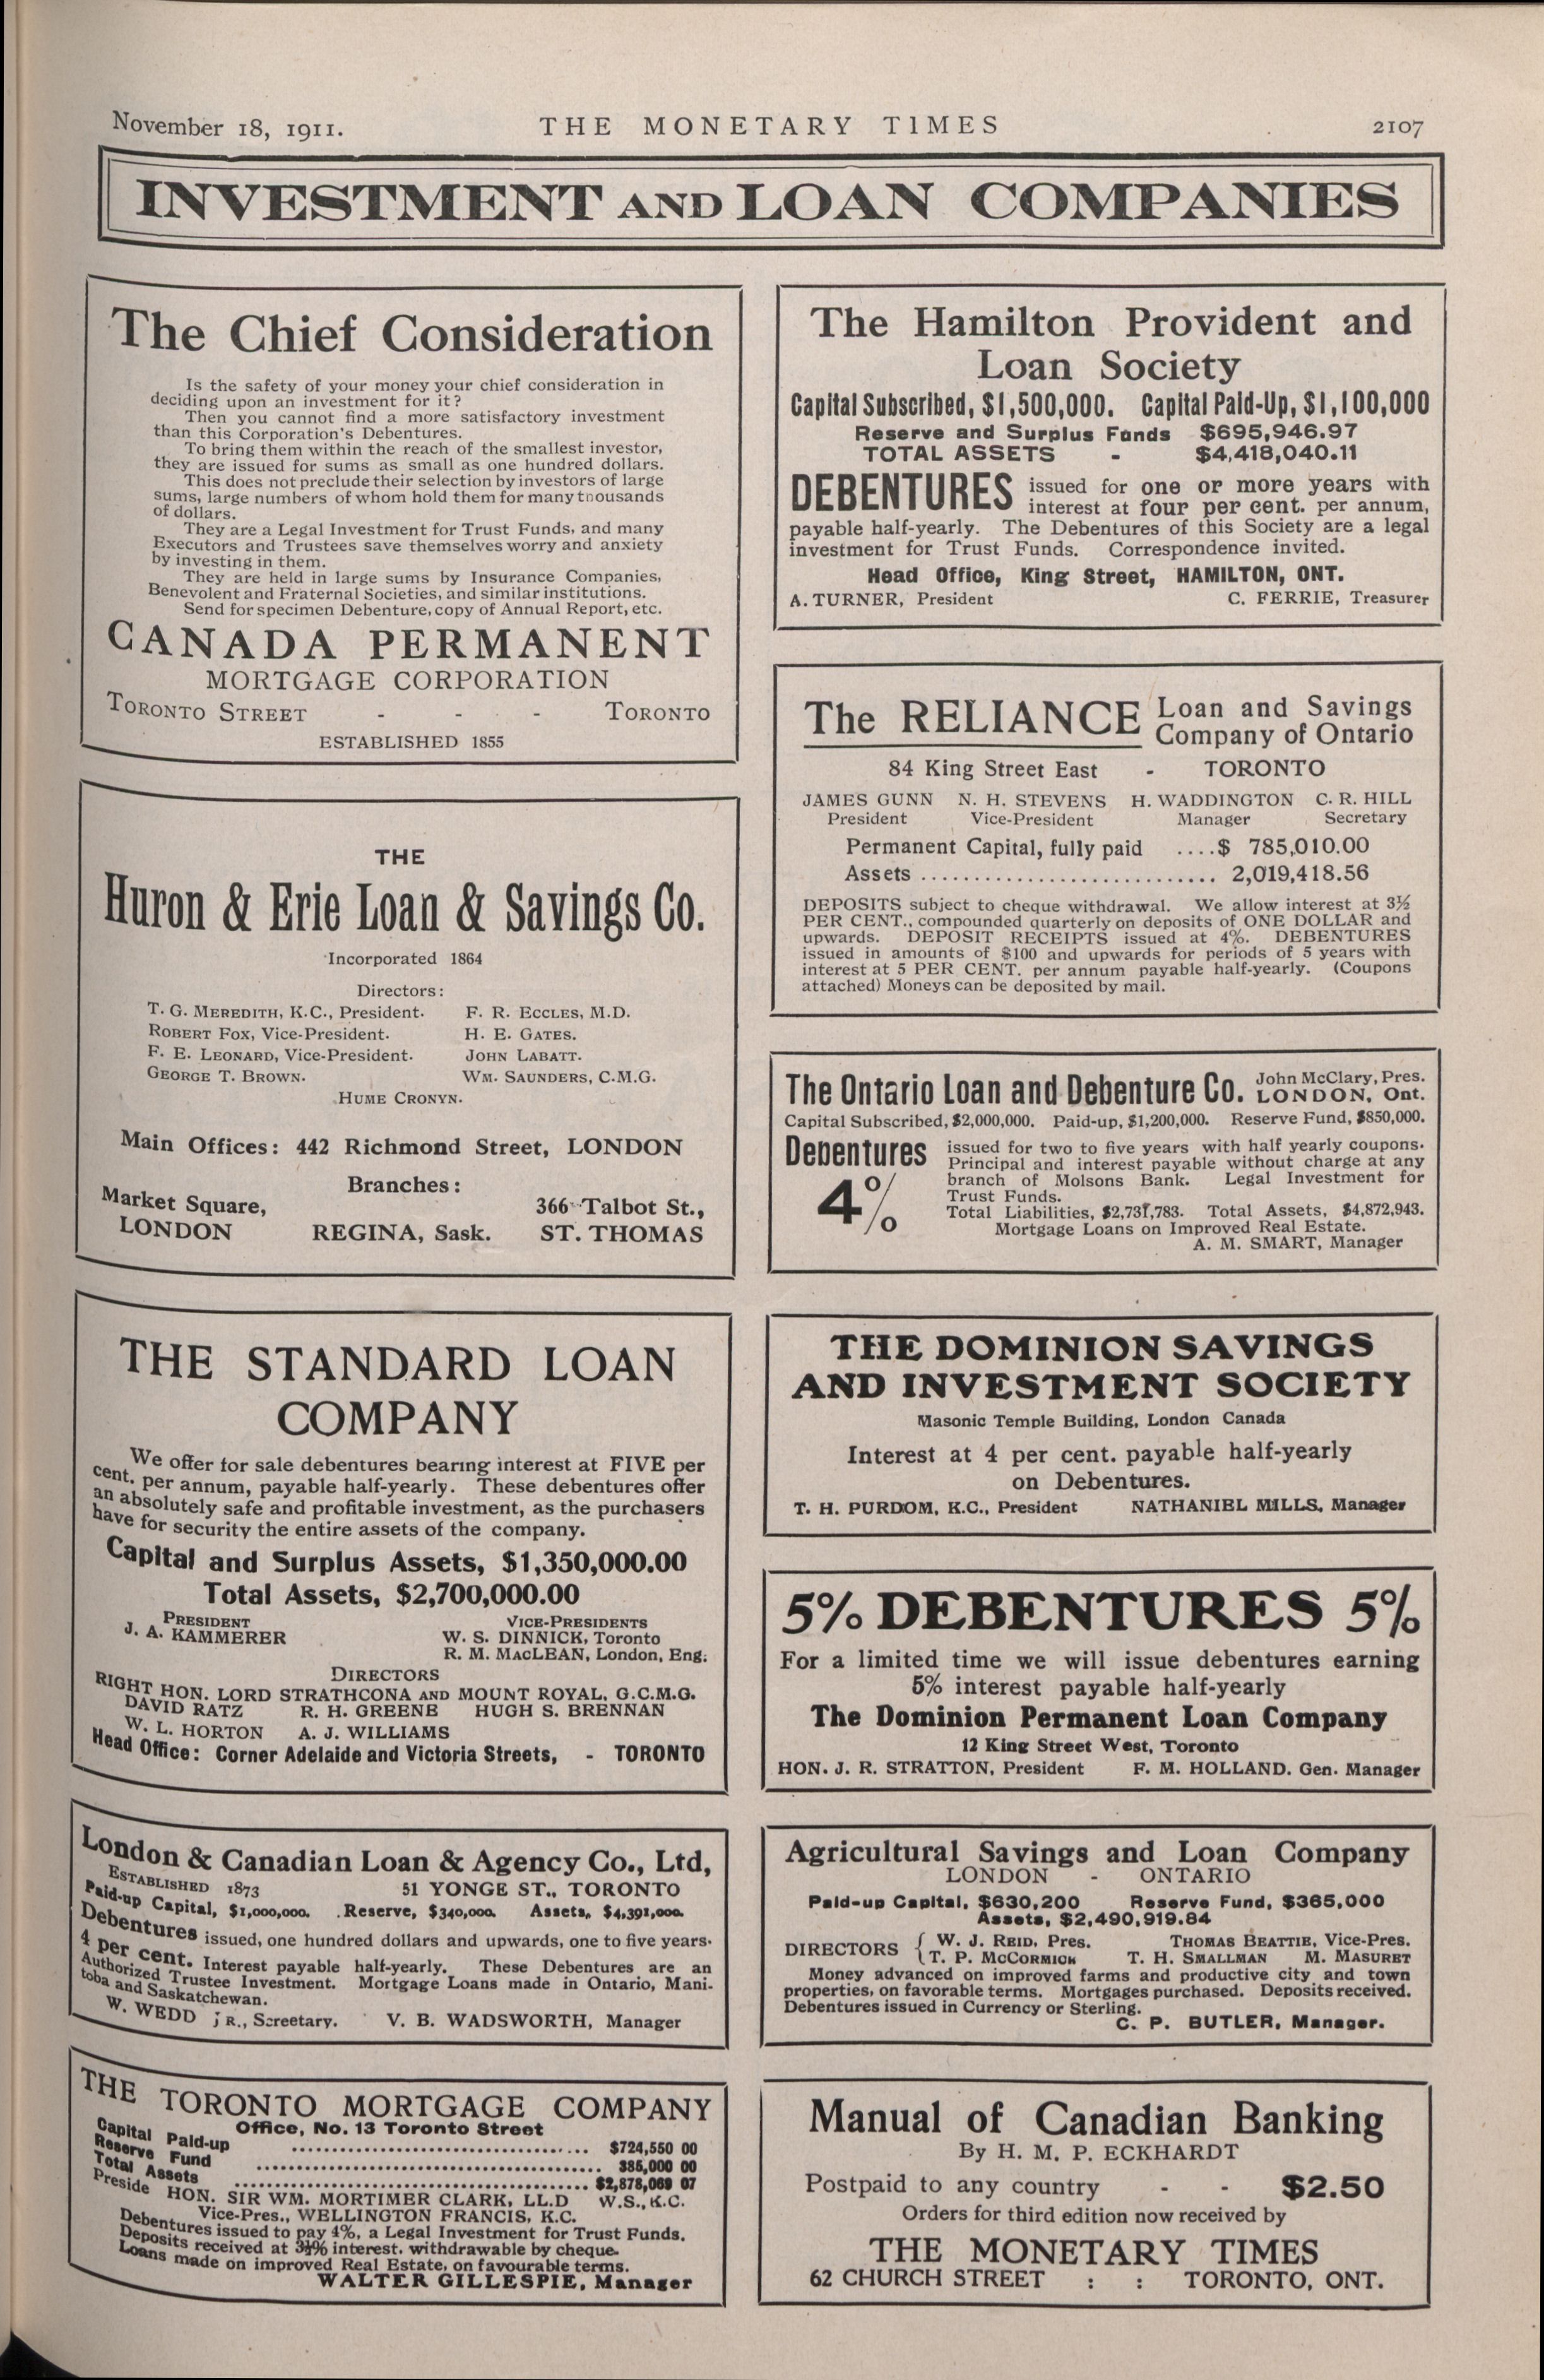 November 18, 1911.
THE MONETARY TIMES
2107
INVESTMENT AND LOAN COMPANIES
The Chief Consideration
Is the safety of your money your chief consideration in
deciding upon an investment for it?
Then you cannot find a more satisfactory investment
than this Corporation's Debentures.
To bring them within the reach of the smallest investor,
they are issued for sums as small as one hundred dollars.
This does not preclude their selection by investors of large
sums, large numbers of whom hold them for many tnousands
of dollars.
They are a Legal Investment for Trust Funds, and many
Executors and Trustees save themselves worry and anxiety
by investing in them.
They are held in large sums by Insurance Companies,
Benevolent and Fraternal Societies, and similar institutions.
Send for specimen Debenture, copy of Annual Report, etc.
CANADA PERMANENT
MORTGAGE CORPORATION
TORONTO STREET - - - TORONTO
ESTABLISHED 1855
THE
Huron & Erie Loan & Savings Co.
Incorporated 1864
Directors:
T. G. MEREDITH, K.C., President. F. R. ECCLES, M.D.
ROBERT FOX, Vice-President. H. E. GATES.
F. E. LEONARD, Vice-President. JOHN LABATT.
GEORGE T. BROWN. WM. SAUNDERS, C.M.G.
HUME CRONYN.
Main Offices: 442 Richmond Street, LONDON
Branches:
Market Square, 366 Talbot St.,
LONDON REGINA, Sask. ST. THOMAS
THE STANDARD LOAN
COMPANY
We offer for sale debentures bearing interest at FIVE per
cent. per annum, payable half-yearly. These debentures offer
an absolutely safe and profitable investment, as the purchasers
have for security the entire assets of the company.
Capital and Surplus Assets, $1,350,000.00
Total Assets, $2,700,000.00
PRESIDENT VICE-PRESIDENTS
J. A. KAMMERER W. S. DINNICK, Toronto
R. M. MACLEAN, London, Eng.
DIRECTORS
RIGHT HON. LORD STRATHCONA AND MOUNT ROYAL, G.C.M.G.
DAVID RATZ R. H. GREENE HUGH S. BRENNAN
W. L. HORTON A. J. WILLIAMS
Head Office: Corner Adelaide and Victoria Streets, - TORONTO
London & Canadian Loan & Agency Co., Ltd,
ESTABLISHED 1873 51 YONGE ST., TORONTO
Paid-up Capital, $1,000,000. Reserve, $340,000. Assets, $4,391,000.
Debentures issued, one hundred dollars and upwards, one to five years.
4 per cent. Interest payable half-yearly. These Debentures are an
Authorized Trustee Investment. Mortgage Loans made in Ontario, Mani-
toba and Saskatchewan.
W. WEDD JR., Screetary. V. B. WADSWORTH, Manager
THE TORONTO MORTGAGE COMPANY
Office, No. 13 Toronto Street
Capital Paid-up ........ $724,550 00
Reserve Fund ........ 385,000 00
Total Assets ........ $2,878,069 07
Preside HON. SIR WM. MORTIMER CLARK, LL.D W.S., K.C.
Vice-Pres., WELLINGTON FRANCIS, K.C.
Debentures issued to pay 4%, a Legal Investment for Trust Funds.
Deposits received at 3½% interest, withdrawable by cheque.
Loans made on improved Real Estate, on favourable terms.
WALTER GILLESPIE, Manager
The Hamilton Provident and
Loan Society
Capital Subscribed, $1,500,000. Capital Paid-Up, $1,100,000
Reserve and Surplus Funds $695,946.97
TOTAL ASSETS - $4,418,040.11
DEBENTURES issued for one or more years with
interest at four per cent. per annum,
payable half-yearly. The Debentures of this Society are a legal
investment for Trust Funds. Correspondence invited.
Head Office, King Street, HAMILTON, ONT.
A. TURNER, President C. FERRIE, Treasurer
The RELIANCE Loan and Savings
Company of Ontario
84 King Street East - TORONTO
JAMES GUNN N. H. STEVENS H. WADDINGTON C. R. HILL
President Vice-President Manager Secretary
Permanent Capital, fully paid ....$ 785,010.00
Assets ........ 2,019,418.56
DEPOSITS subject to cheque withdrawal. We allow interest at 3½
PER CENT., compounded quarterly on deposits of ONE DOLLAR and
upwards. DEPOSIT RECEIPTS issued at 4%. DEBENTURES
issued in amounts of $100 and upwards for periods of 5 years with
interest at 5 PER CENT. per annum payable half-yearly. (Coupons
attached) Moneys can be deposited by mail.
The Ontario Loan and Debenture Co. John McClary, Pres.
LONDON, Ont.
Capital Subscribed, $2,000,000. Paid-up, $1,200,000. Reserve Fund, $850,000.
Debentures issued for two to five years with half yearly coupons.
Principal and interest payable without charge at any
4% branch of Molsons Bank. Legal Investment for
Trust Funds.
Total Liabilities, $2,731,783. Total Assets, $4,872,943.
Mortgage Loans on Improved Real Estate.
A. M. SMART, Manager
THE DOMINION SAVINGS
AND INVESTMENT SOCIETY
Masonic Temple Building, London Canada
Interest at 4 per cent. payable half-yearly
on Debentures.
T. H. PURDOM, K.C., President NATHANIEL MILLS, Manager
5% DEBENTURES 5%
For a limited time we will issue debentures earning
5% interest payable half-yearly
The Dominion Permanent Loan Company
12 King Street West, Toronto
HON. J. R. STRATTON, President F. M. HOLLAND. Gen. Manager
Agricultural Savings and Loan Company
LONDON - ONTARIO
Paid-up Capital, $630,200 Reserve Fund, $365,000
Assets, $2,490,919.84
DIRECTORS { W. J. REID, Pres. THOMAS BEATTIE, Vice-Pres.
T. P. MCCORMICK T. H. SMALLMAN M. MASURET
Money advanced on improved farms and productive city and town
properties, on favorable terms. Mortgages purchased. Deposits received.
Debentures issued in Currency or Sterling.
C. P. BUTLER, Manager.
Manual of Canadian Banking
By H. M. P. ECKHARDT
Postpaid to any country - - $2.50
Orders for third edition now received by
THE MONETARY TIMES
62 CHURCH STREET : : TORONTO, ONT.